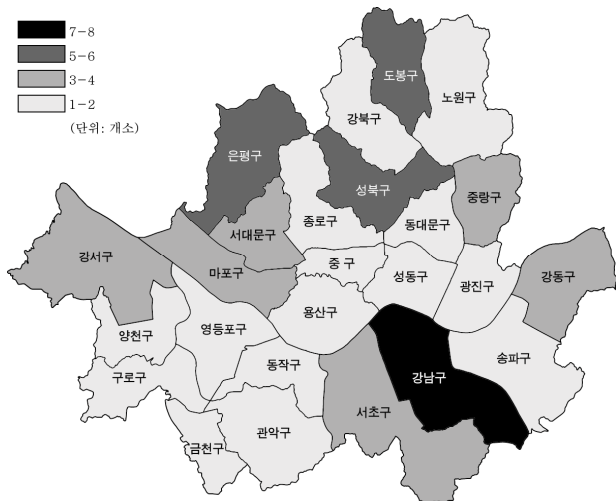 7-8
5-6
3-4
1-2
(단위: 개소)
도봉구
노원구
강북구
은평구
성북구
중랑구
종로구
동대문구
서대문구
강서구
마포구
중 구
성동구
광진구
강동구
용산구
양천구
영등포구
송파구
구로구
동작구
강남구
서초구
관악구
금천구